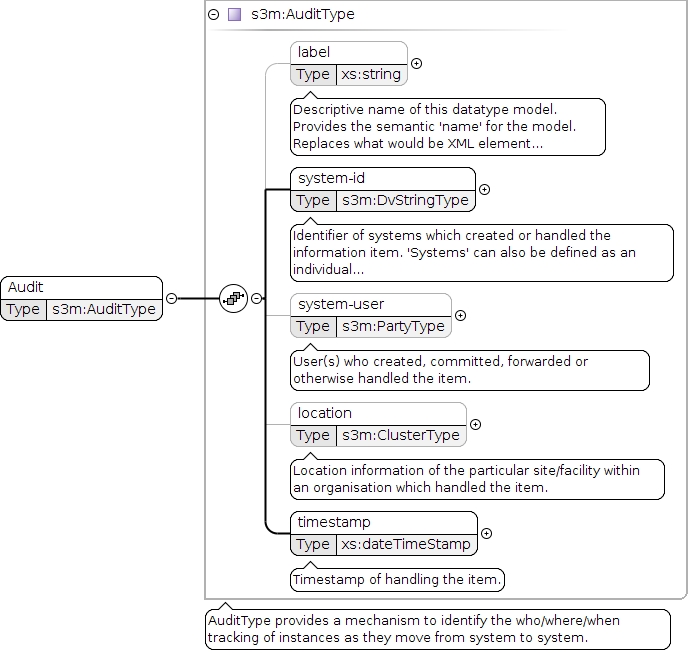 s3m:AuditType
label
Type xs:string
Descriptive name of this datatype model.
Provides the semantic 'name' for the model.
Replaces what would be XML element...
system-id
Type s3m:DvStringType
Identifier of systems which created or handled the
information item. 'Systems' can also be defined as an
individual...
Audit
Type s3m:AuditType
system-user
Type s3m:PartyType
User(s) who created, committed, forwarded or
otherwise handled the item.
location
Type s3m:ClusterType
Location information of the particular site/facility within
an organisation which handled the item.
timestamp
Type xs:dateTimeStamp
Timestamp of handling the item.
AuditType provides a mechanism to identify the who/where/when
tracking of instances as they move from system to system.